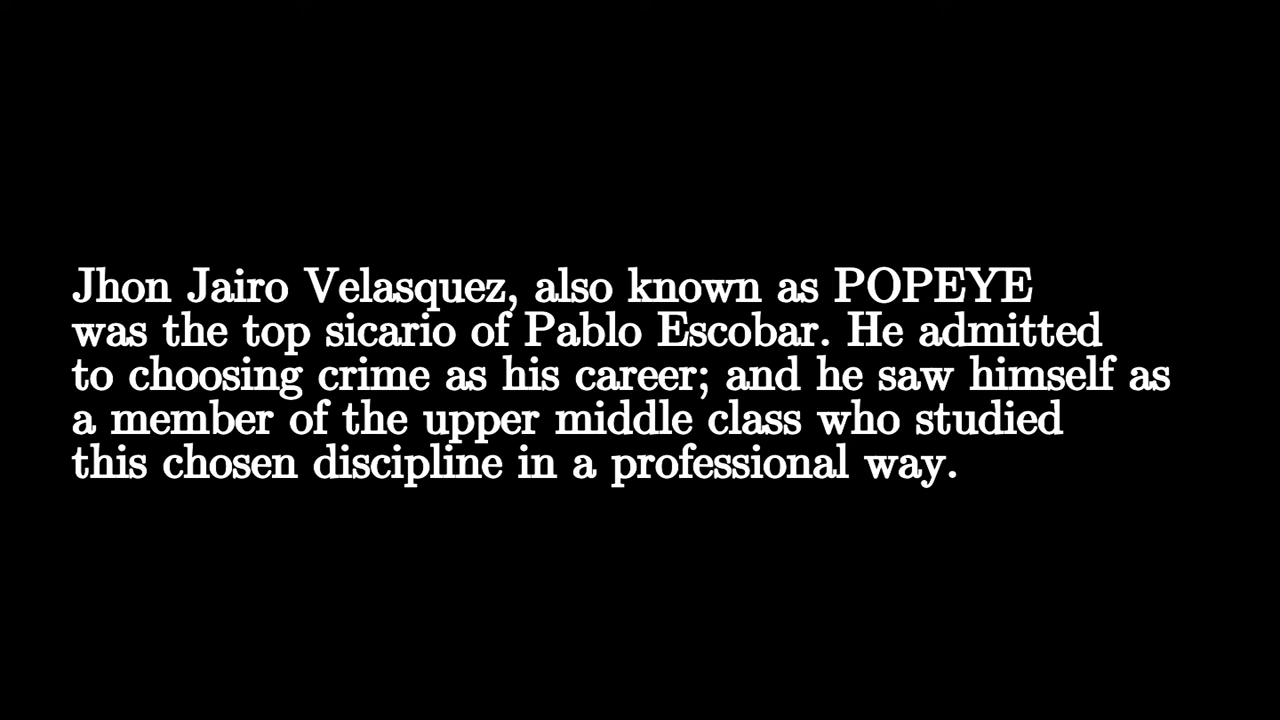 Jhon Jairo Velasquez, also known as POPEYE
was the top sicario of Pablo Escobar. He admitted
to choosing crime as his career; and he saw himself as
a member of the upper middle class who studied
this chosen discipline in a professional way.